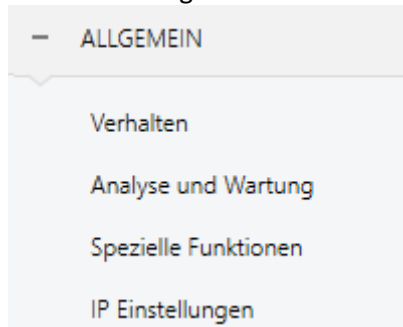 − ALLGEMEIN
Verhalten
Analyse und Wartung
Spezielle Funktionen
IP Einstellungen